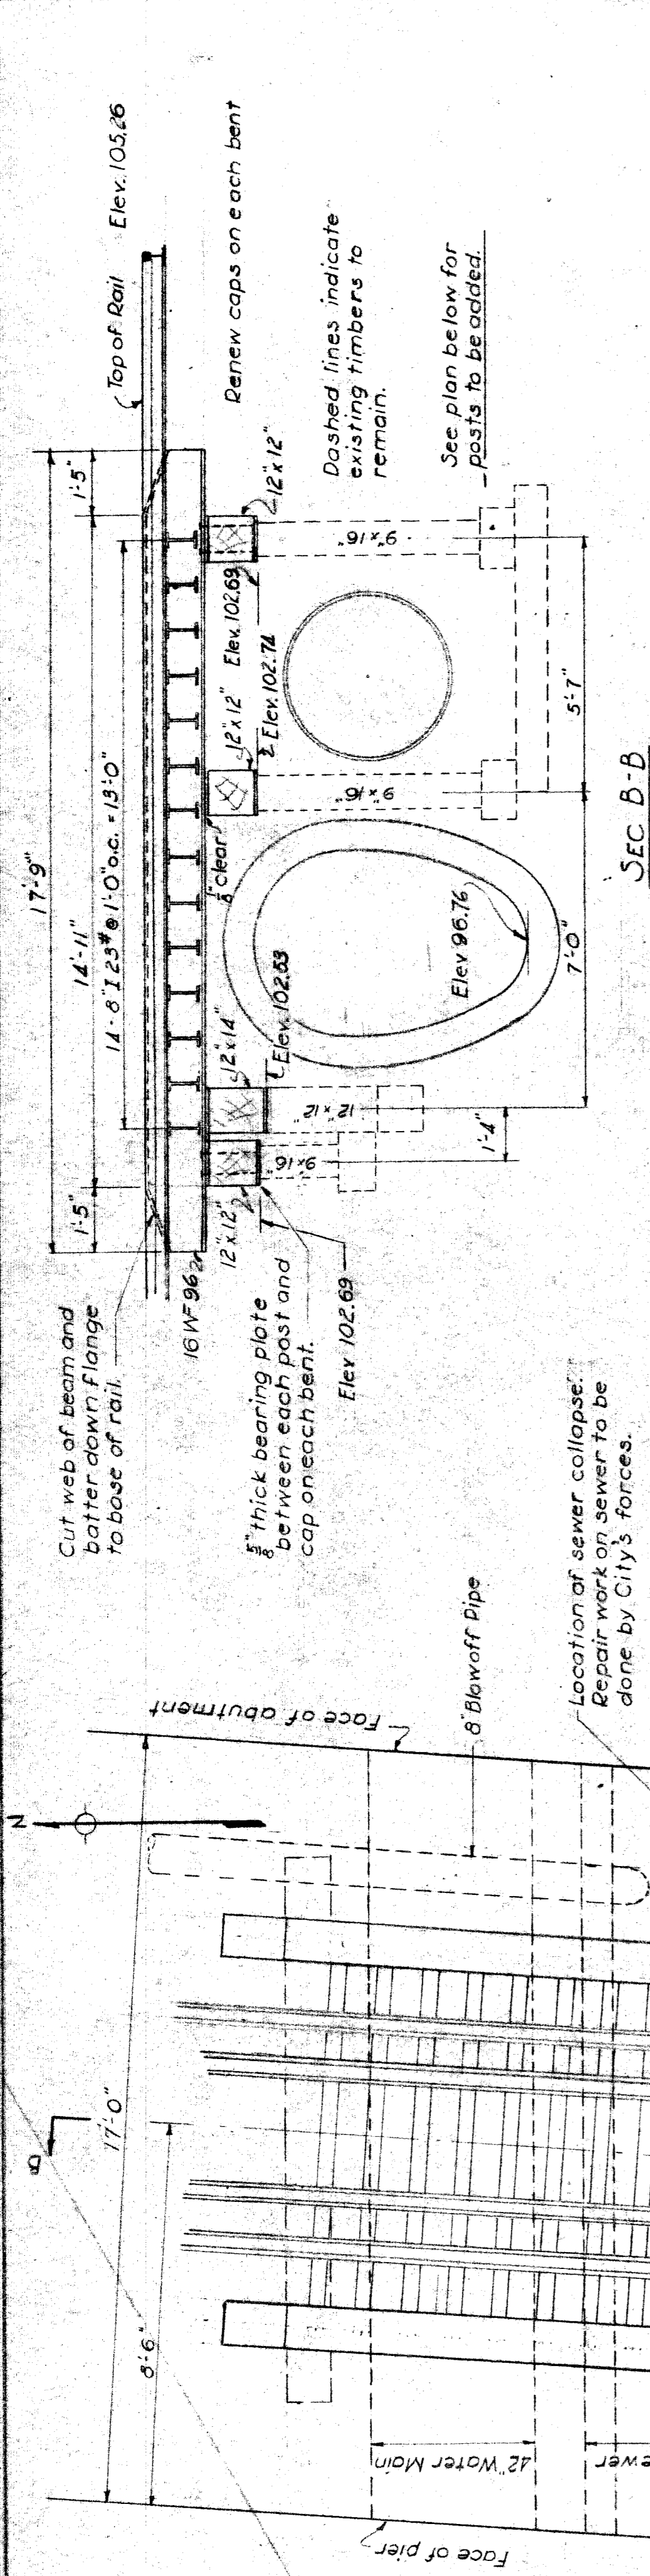 Top of Rail Elev. 105.26
Renew caps on each bent
Dashed lines indicate
existing timbers to
remain.
See plan below for
posts to be added.
17'-9"
14'-11"
1'-5"
14-8" I 23# @ 1'-0" o.c. = 13'-0"
1'-5"
12"x12"
Elev. 102.69
12"x12"
Elev. 102.74
1/8" clear
12"x14"
Elev. 102.53
12"x12"
16 WF 96
9"x16"
9"x16"
12"x12"
9"x16"
Elev 96.76
5'-7"
7'-0"
1'-4"
SEC B-B
Cut web of beam and
batter down flange
to base of rail.
5/8" thick bearing plate
between each post and
cap on each bent.
Elev 102.69
Location of sewer collapse.
Repair work on sewer to be
done by City's forces.
8" Blowoff Pipe
Face of abutment
N
B
17'-0"
8'-6"
42" Water Main
Face of pier